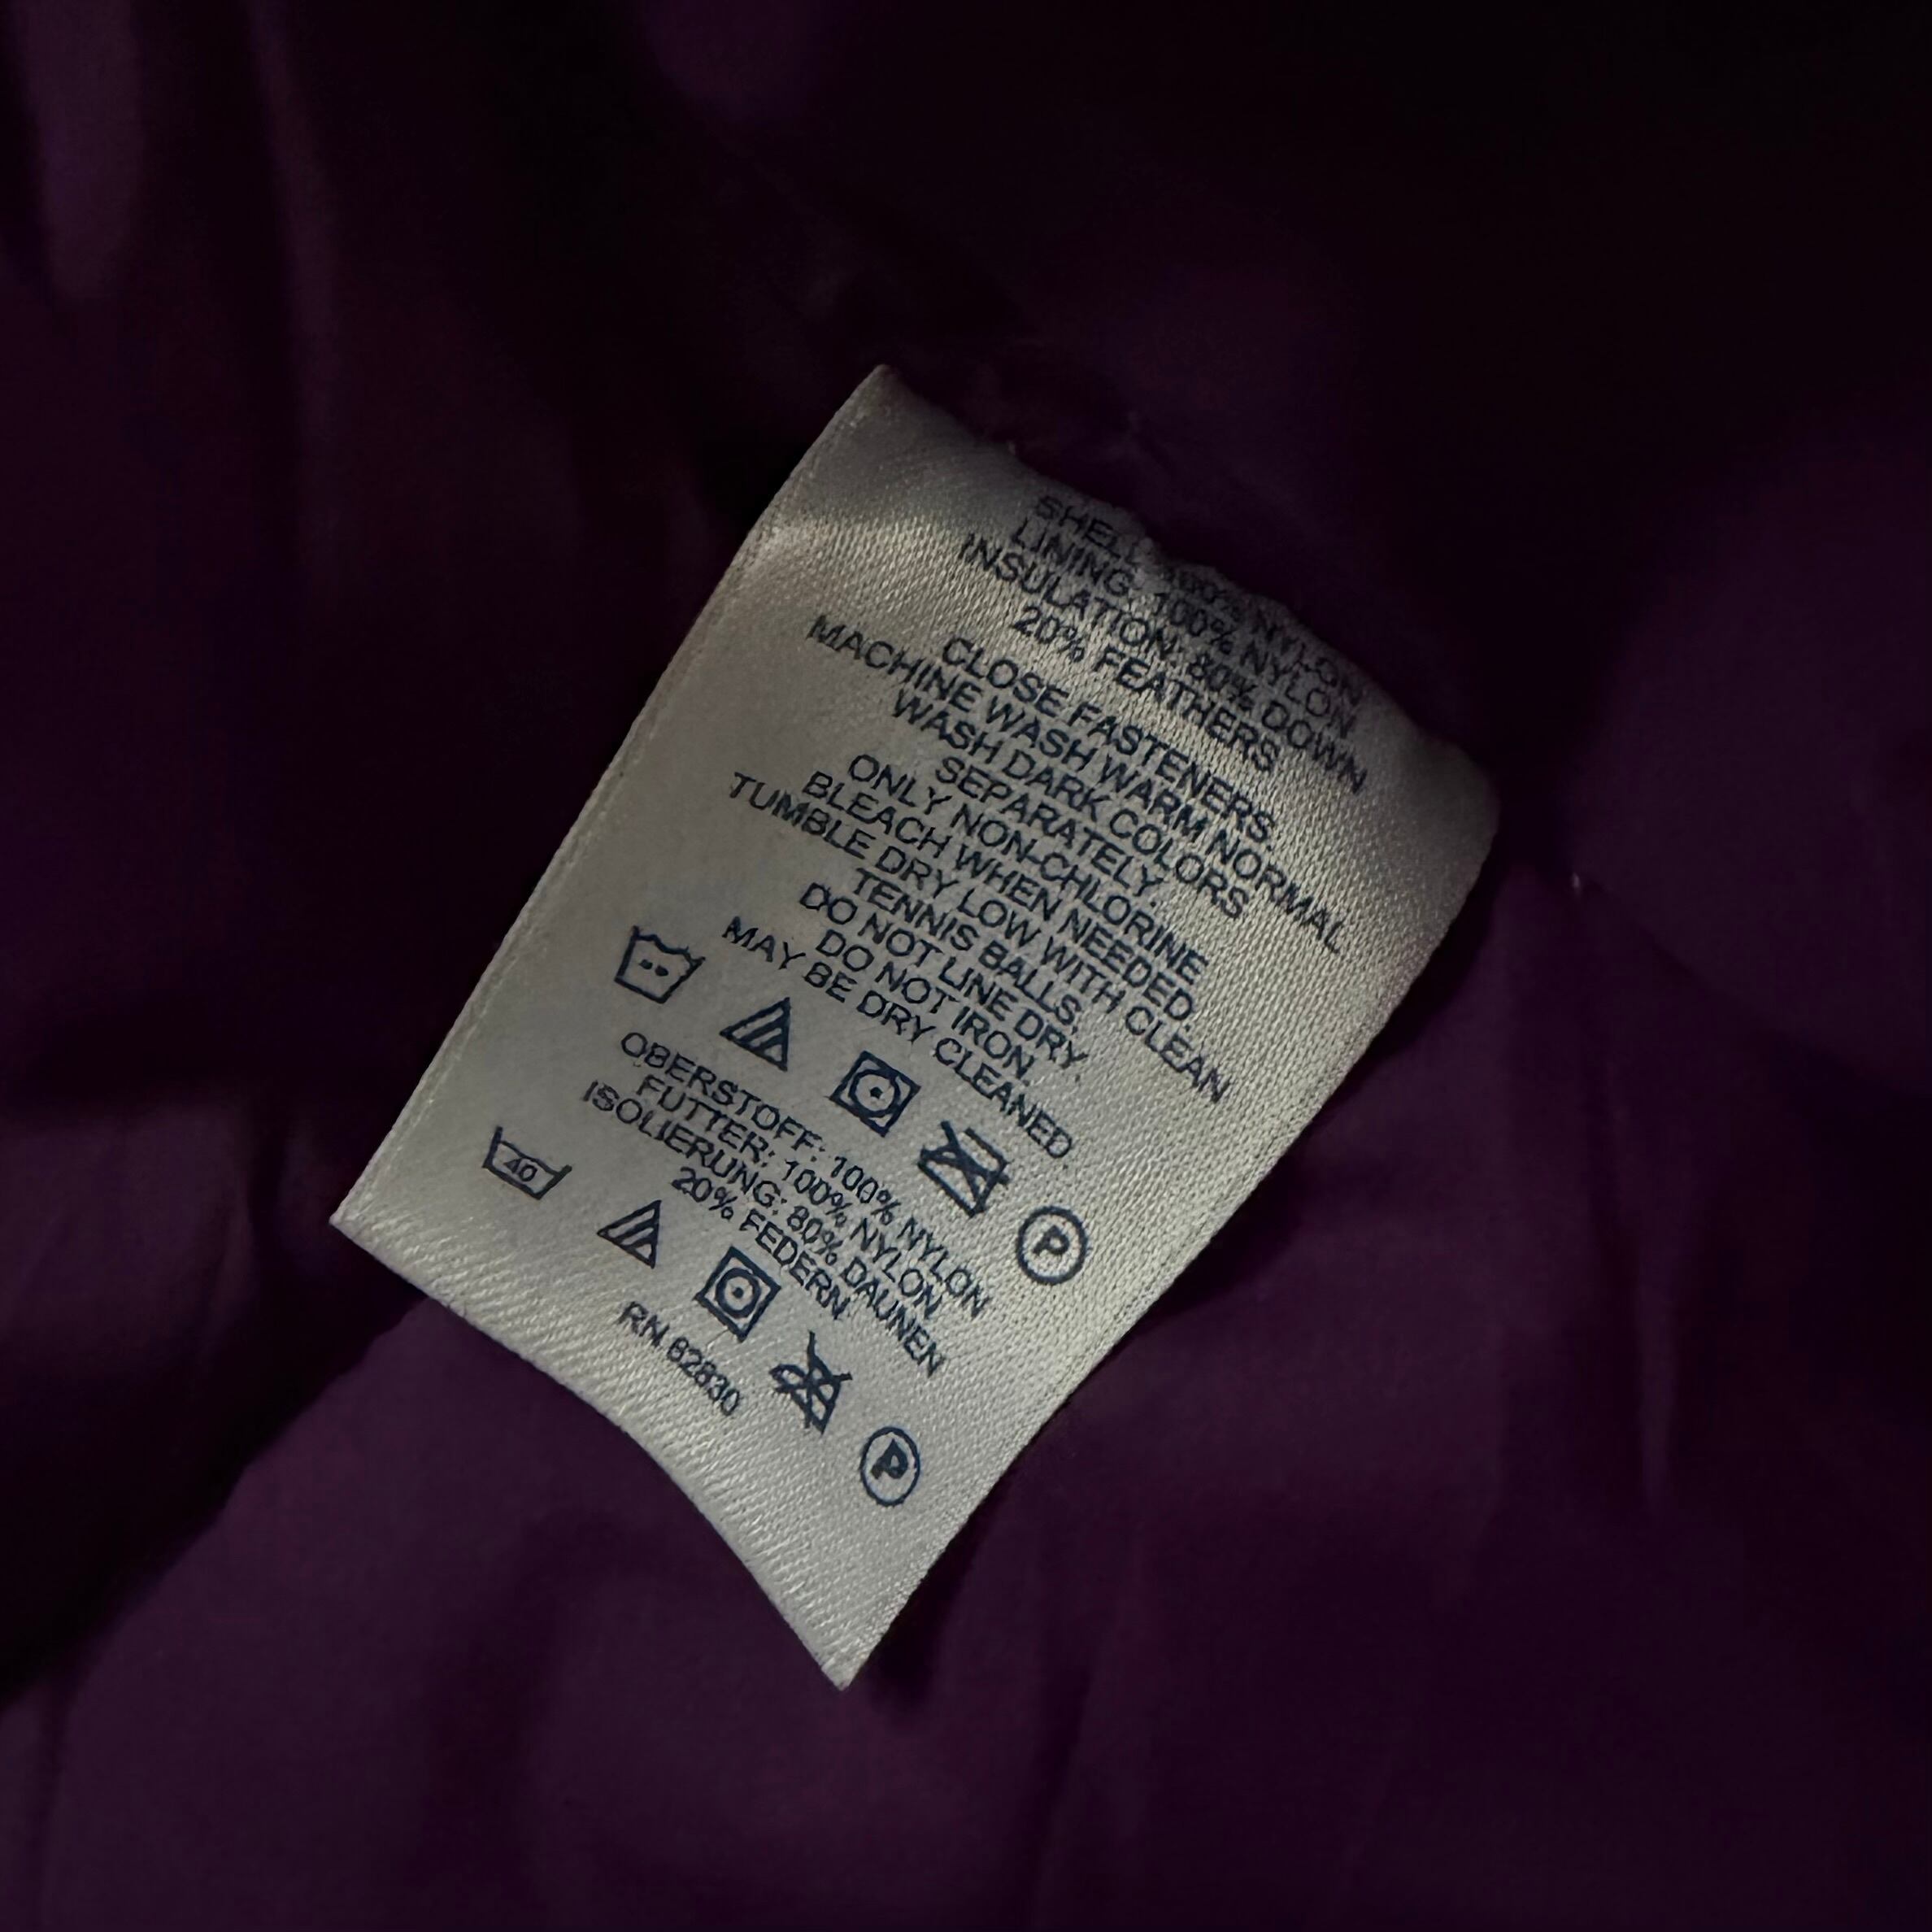 SHELL: 100% NYLON
LINING: 100% NYLON
INSULATION: 80% DOWN
20% FEATHERS
CLOSE FASTENERS.
MACHINE WASH WARM NORMAL
WASH DARK COLORS
SEPARATELY.
ONLY NON-CHLORINE
BLEACH WHEN NEEDED.
TUMBLE DRY LOW WITH CLEAN
TENNIS BALLS.
DO NOT LINE DRY.
DO NOT IRON.
MAY BE DRY CLEANED.
P
OBERSTOFF: 100% NYLON
FUTTER: 100% NYLON
ISOLIERUNG: 80% DAUNEN
20% FEDERN
40
P
RN 62830